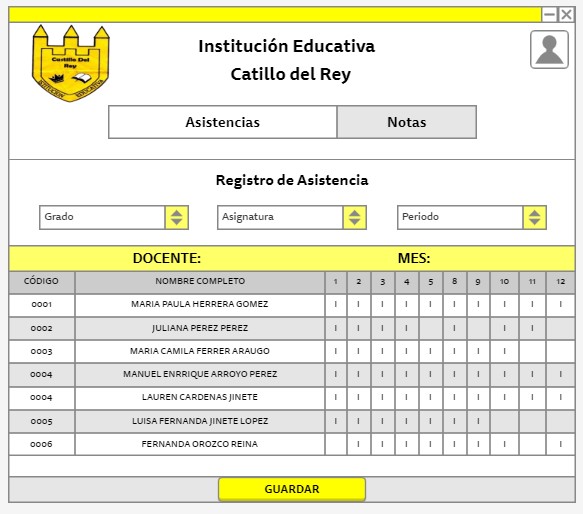 Castillo Del
Rey
INSTITUCION EDUCATIVA
Institución Educativa
Catillo del Rey
Asistencias Notas
Registro de Asistencia
Grado Asignatura Periodo
DOCENTE: MES:
CÓDIGO NOMBRE COMPLETO 1 2 3 4 5 8 9 10 11 12
0001 MARIA PAULA HERRERA GOMEZ I I I I I I I I I I
0002 JULIANA PEREZ PEREZ I I I I I I I
0003 MARIA CAMILA FERRER ARAUGO I I I I I I I I
0004 MANUEL ENRRIQUE ARROYO PEREZ I I I I I I I I I I
0004 LAUREN CARDENAS JINETE I I I I I I I I I I
0005 LUISA FERNANDA JINETE LOPEZ I I I I I I I
0006 FERNANDA OROZCO REINA I I I I I I I I
GUARDAR